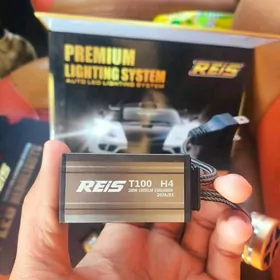 PREMIUM
LIGHTING SYSTEM
AUTO LED LIGHTING SYSTEM
REIS
REIS T100 H4